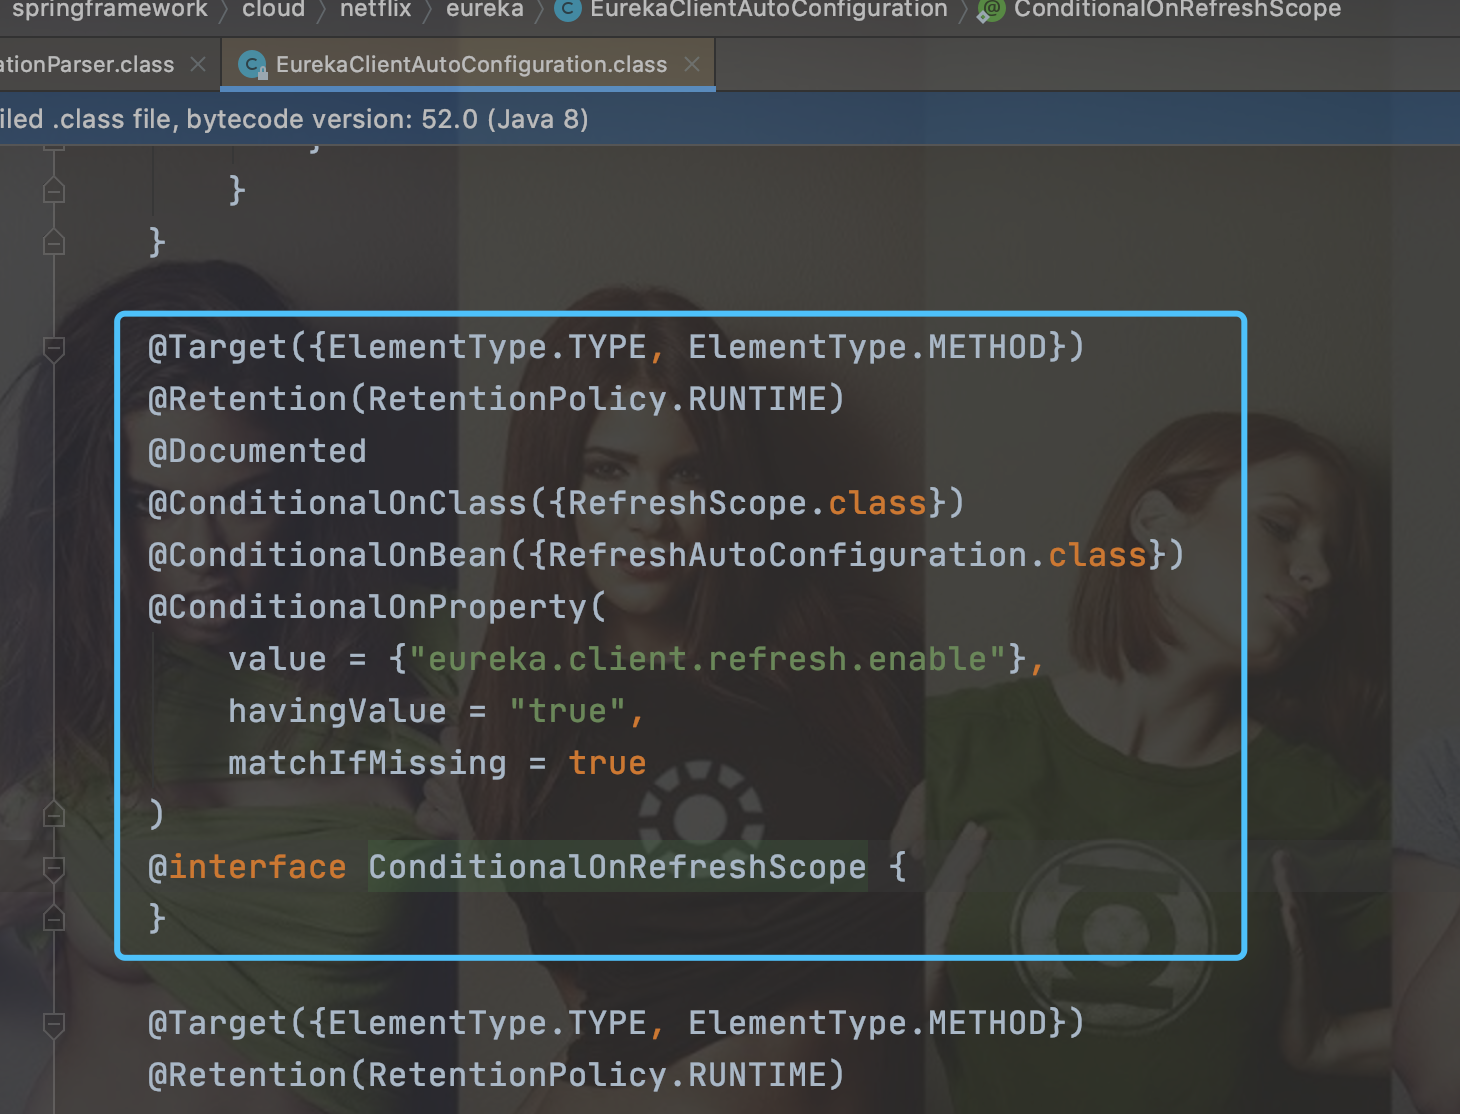 springframework cloud netflix eureka EurekaClientAutoConfiguration ConditionalOnRefreshScope
ationParser.class EurekaClientAutoConfiguration.class
iled .class file, bytecode version: 52.0 (Java 8)
}
}
@Target({ElementType.TYPE, ElementType.METHOD})
@Retention(RetentionPolicy.RUNTIME)
@Documented
@ConditionalOnClass({RefreshScope.class})
@ConditionalOnBean({RefreshAutoConfiguration.class})
@ConditionalOnProperty(
value = {"eureka.client.refresh.enable"},
havingValue = "true",
matchIfMissing = true
)
@interface ConditionalOnRefreshScope {
}
@Target({ElementType.TYPE, ElementType.METHOD})
@Retention(RetentionPolicy.RUNTIME)